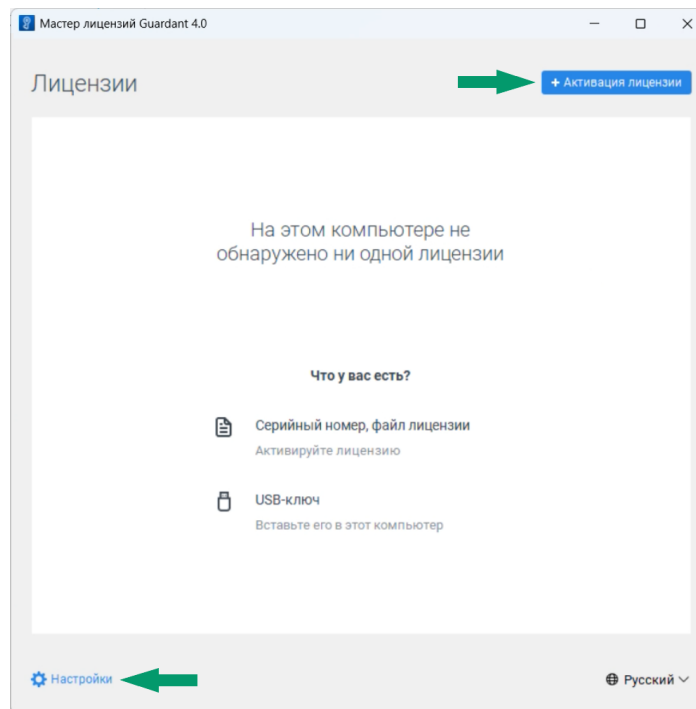 Мастер лицензий Guardant 4.0
Лицензии
+ Активация лицензии
На этом компьютере не
обнаружено ни одной лицензии
Что у вас есть?
Серийный номер, файл лицензии
Активируйте лицензию
USB-ключ
Вставьте его в этот компьютер
Настройки
Русский